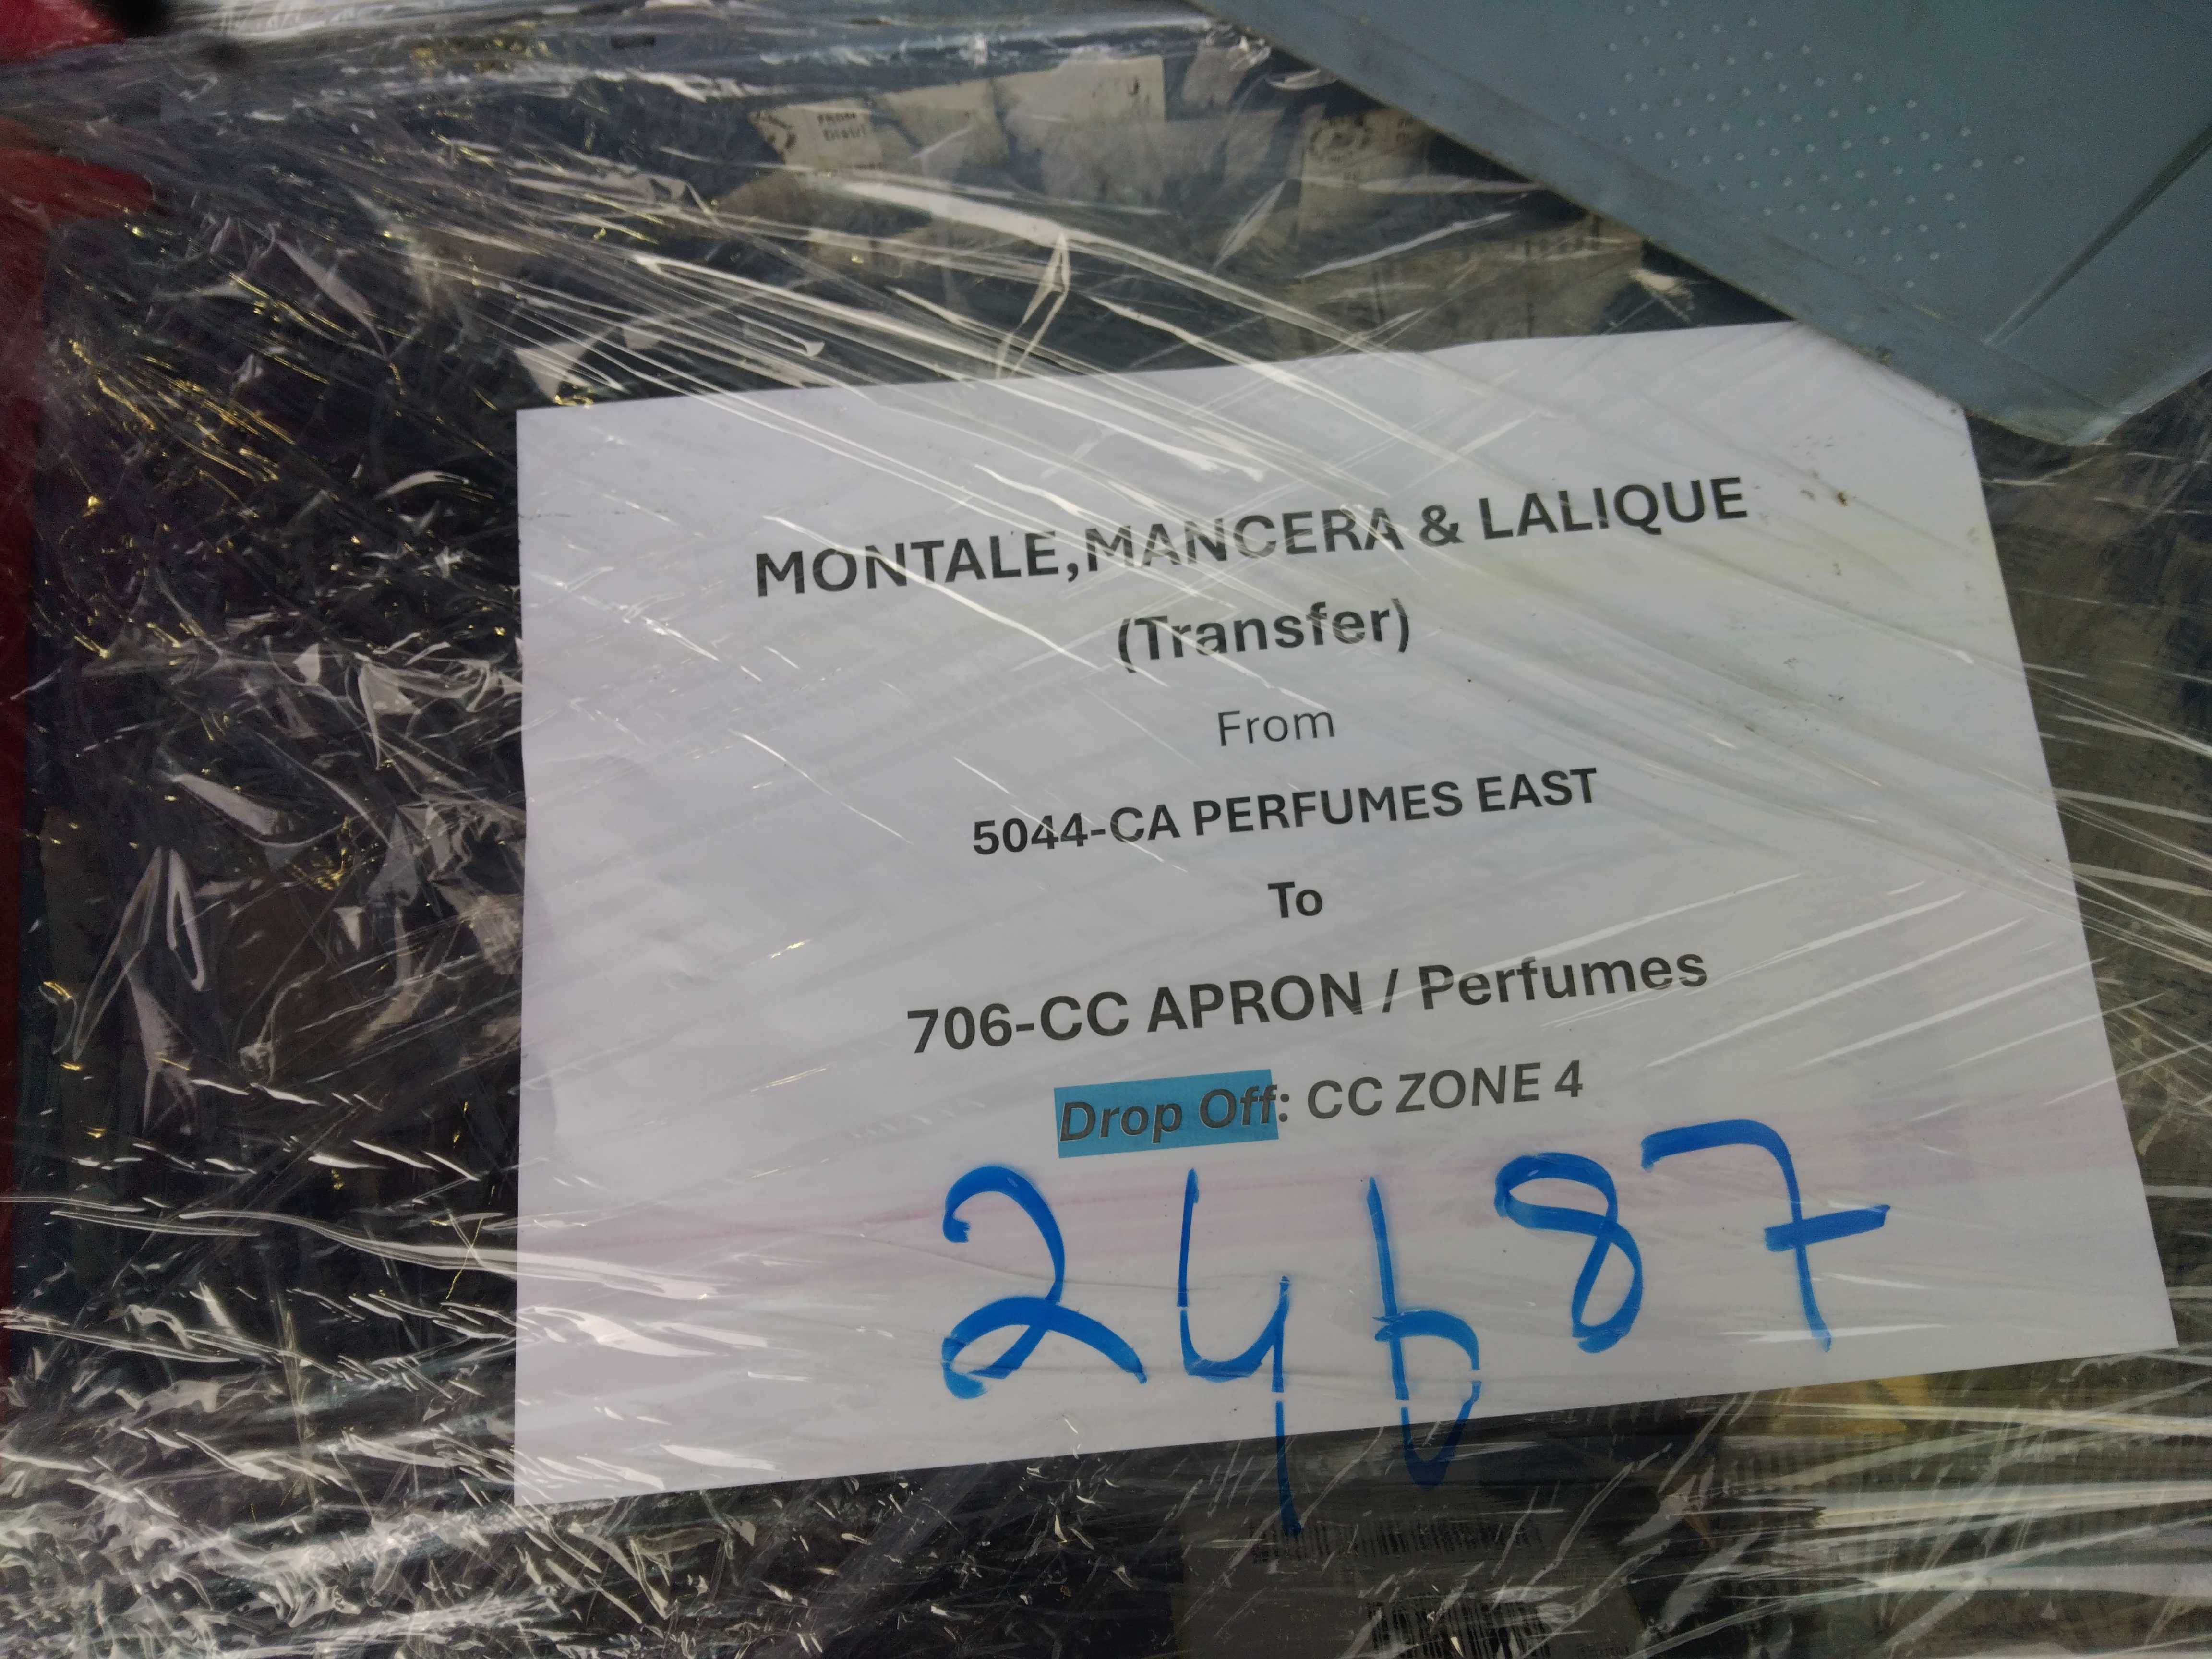 MONTALE,MANCERA & LALIQUE
(Transfer)
From
5044-CA PERFUMES EAST
To
706-CC APRON / Perfumes
Drop Off: CC ZONE 4
24687